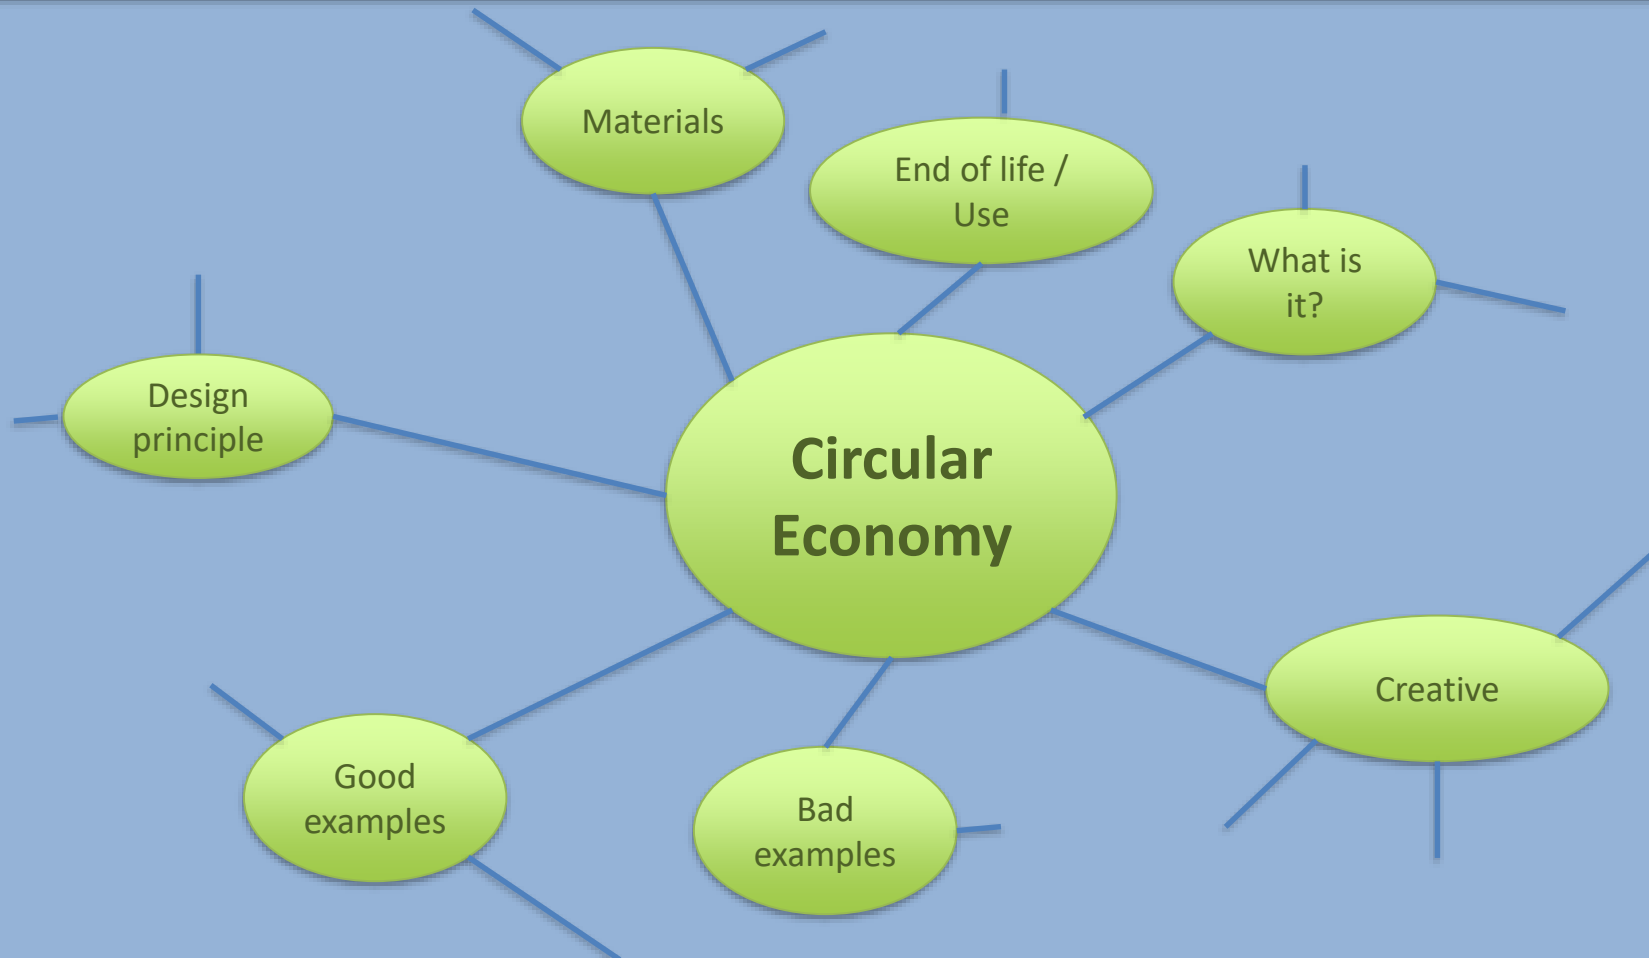 Materials
End of life /
Use
What is
it?
Design
principle
Circular
Economy
Creative
Good
examples
Bad
examples